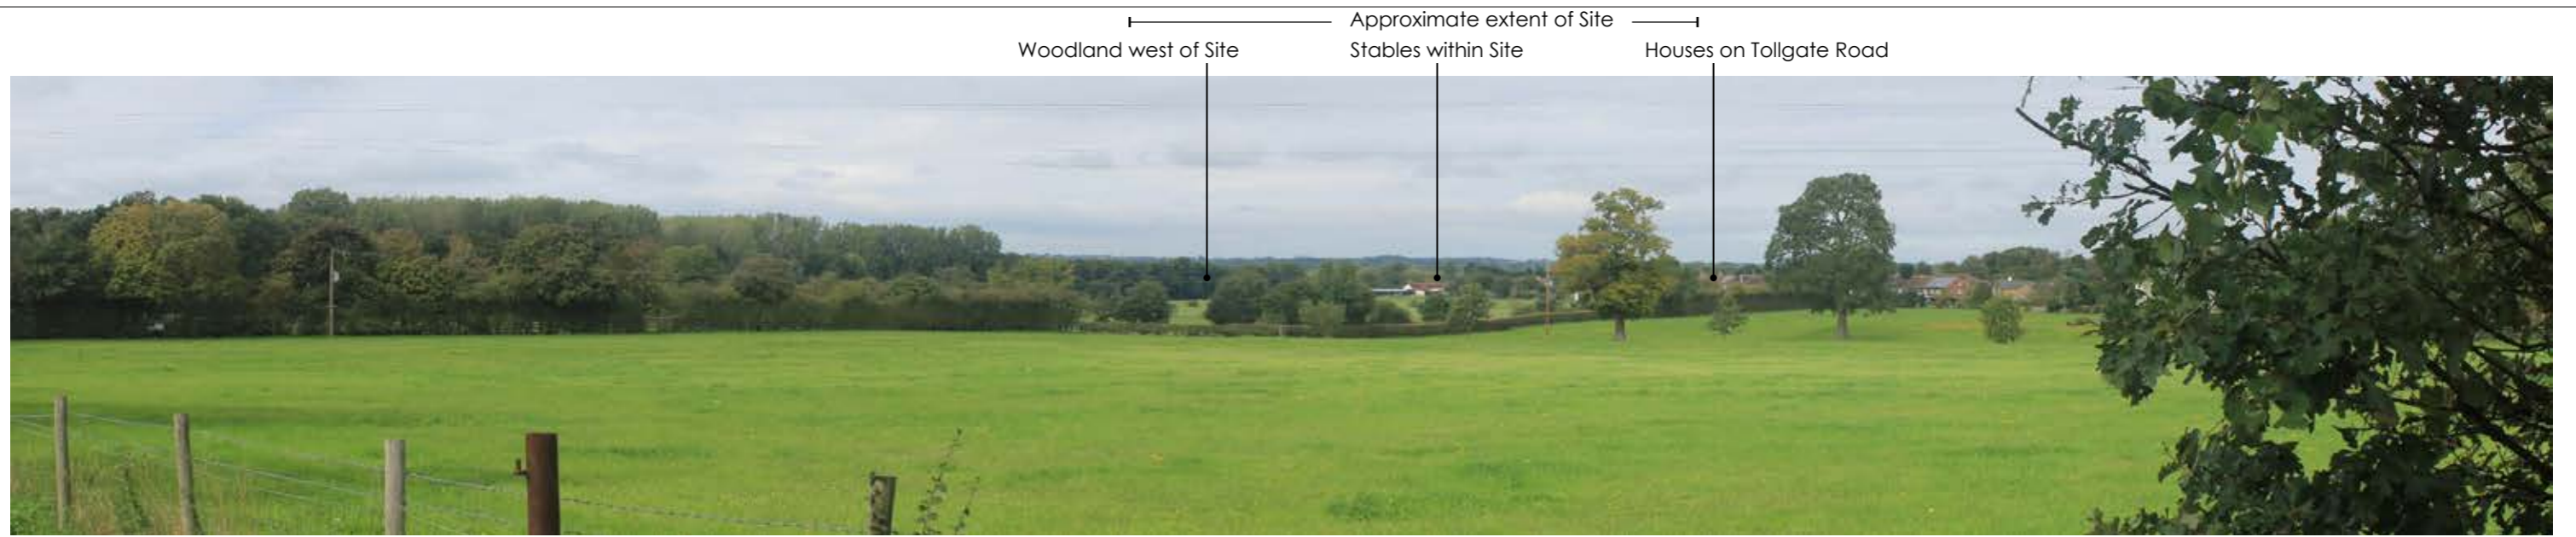 Approximate extent of Site
Woodland west of Site Stables within Site Houses on Tollgate Road